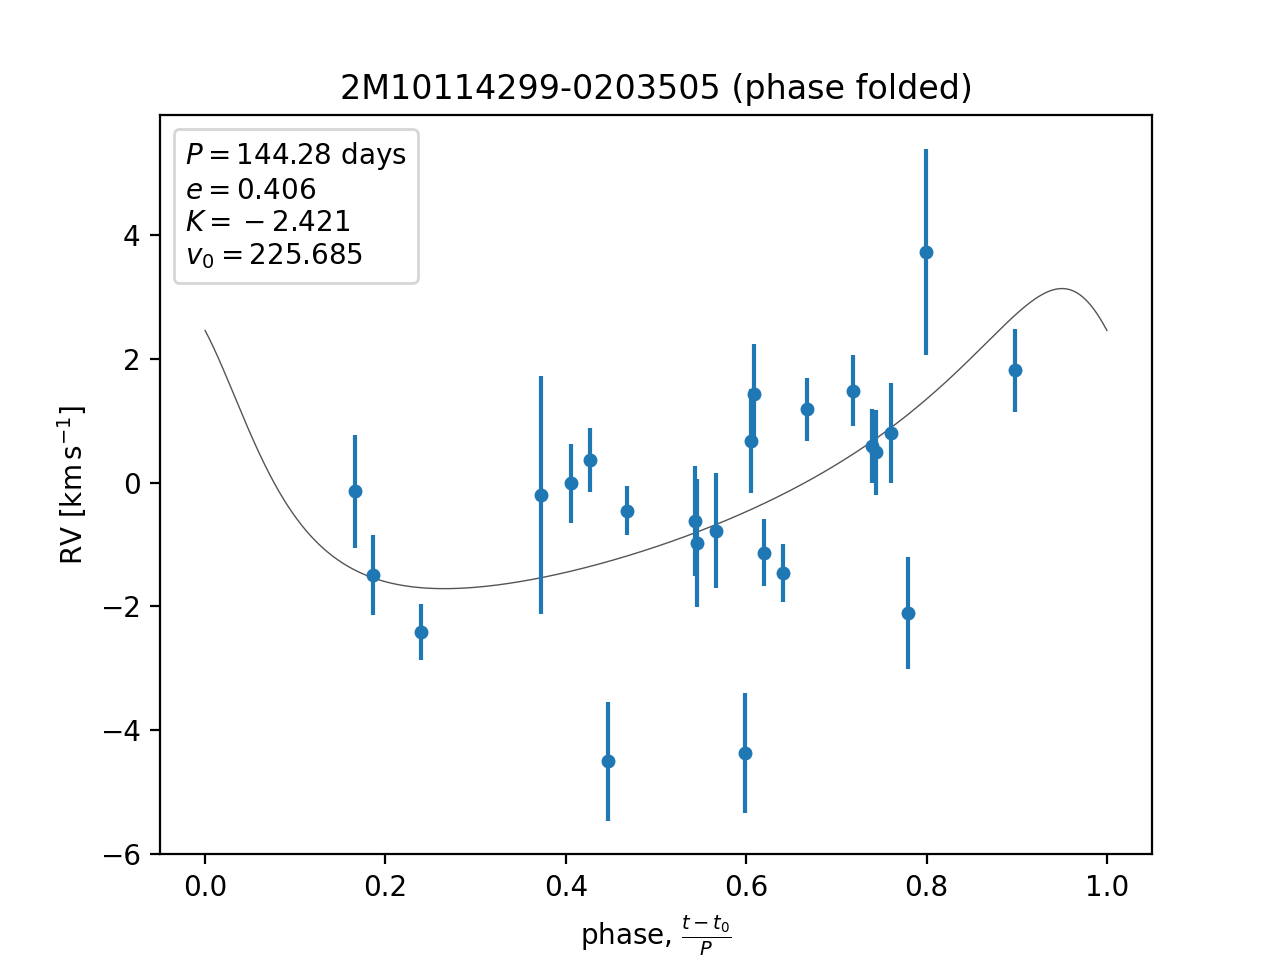 2M10114299-0203505 (phase folded)
P = 144.28 days
e = 0.406
K = −2.421
v₀ = 225.685
RV [km s⁻¹]
4
2
0
−2
−4
−6
0.0 0.2 0.4 0.6 0.8 1.0
phase, (t − t₀)/P